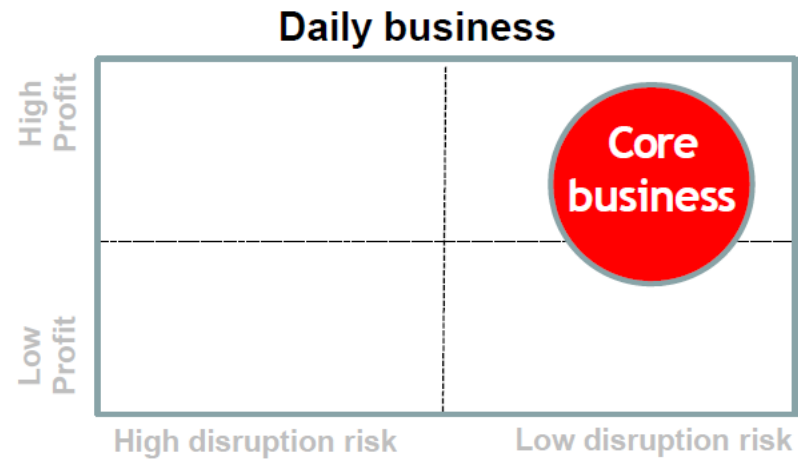 Daily business
High
Profit
Core
business
Low
Profit
High disruption risk
Low disruption risk